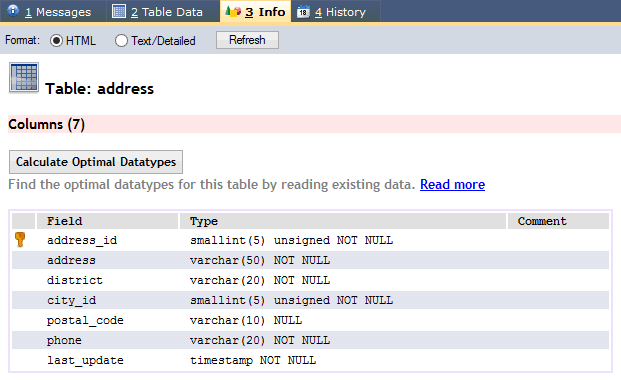 1 Messages 2 Table Data 3 Info 18 4 History
Format: HTML Text/Detailed Refresh
Table: address
Columns (7)
Calculate Optimal Datatypes
Find the optimal datatypes for this table by reading existing data. Read more
Field Type Comment
address_id smallint(5) unsigned NOT NULL
address varchar(50) NOT NULL
district varchar(20) NOT NULL
city_id smallint(5) unsigned NOT NULL
postal_code varchar(10) NULL
phone varchar(20) NOT NULL
last_update timestamp NOT NULL